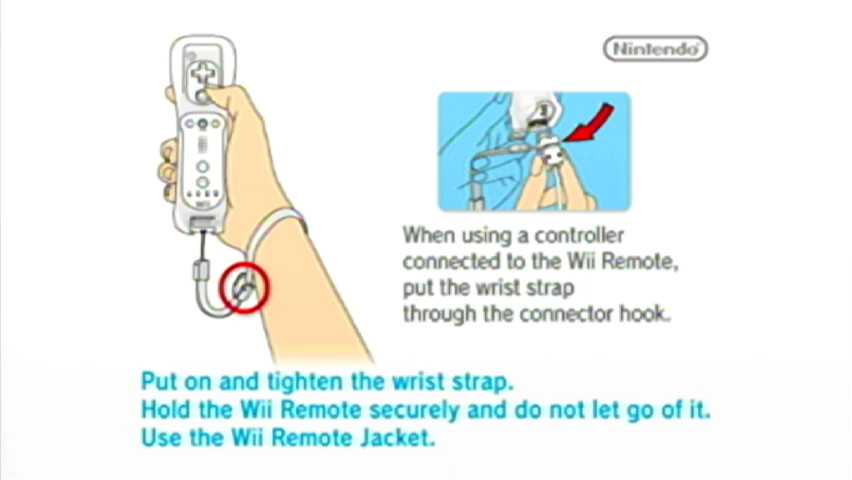 Nintendo
When using a controller
connected to the Wii Remote,
put the wrist strap
through the connector hook.
Put on and tighten the wrist strap.
Hold the Wii Remote securely and do not let go of it.
Use the Wii Remote Jacket.